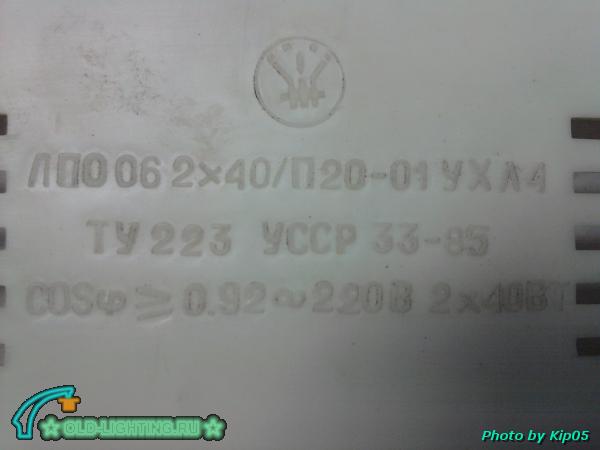 ЛПО 06 2×40/П20-01 УХЛ4
ТУ 223 УССР 33-85
COSφ ≥ 0.92 ~ 220В 2×40ВТ
OLD-LIGHTING.RU
Photo by Kip05